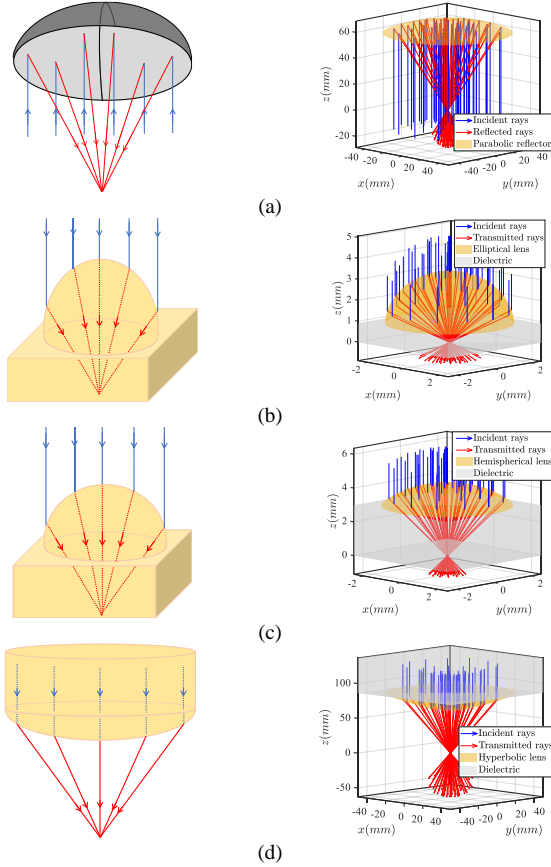 60
40
20
0
-20
z(mm)
-40
0
20
40
x(mm)
-40
0
20
40
y(mm)
Incident rays
Reflected rays
Parabolic reflector
(a)
5
4
3
2
1
0
z(mm)
-2
0
2
x(mm)
-2
0
2
y(mm)
Incident rays
Transmitted rays
Elliptical lens
Dielectric
(b)
6
4
2
0
z(mm)
-2
0
2
x(mm)
-2
0
2
y(mm)
Incident rays
Transmitted rays
Hemispherical lens
Dielectric
(c)
100
50
0
-50
z(mm)
-40
-20
0
20
40
x(mm)
-40
-20
0
20
40
y(mm)
Incident rays
Transmitted rays
Hyperbolic lens
Dielectric
(d)